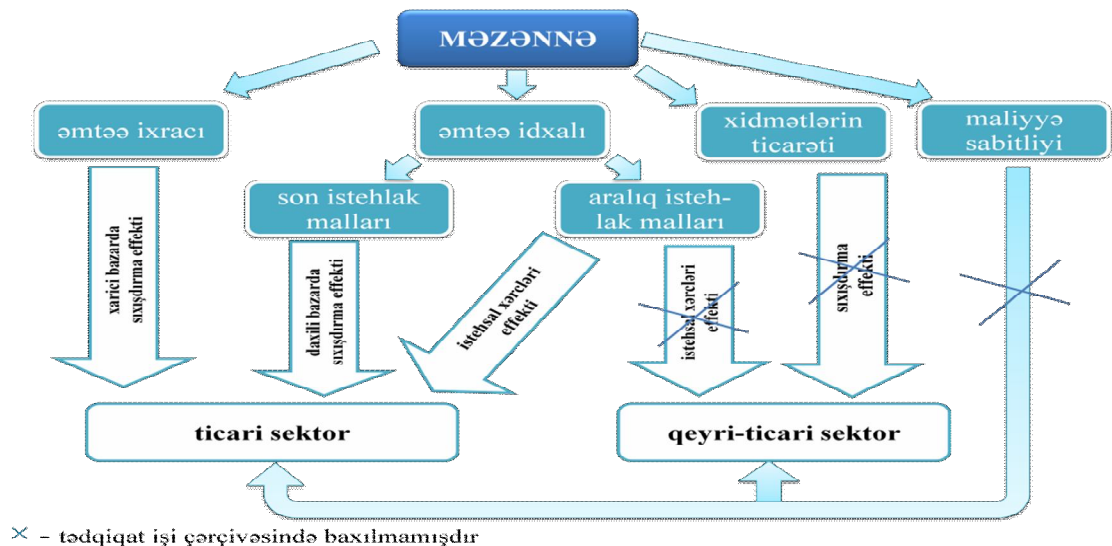 MƏZƏNNƏ
əmtəə ixracı
əmtəə idxalı
xidmətlərin
ticarəti
maliyyə
sabitliyi
son istehlak
malları
aralıq isteh-
lak malları
xarici bazarda
sıxışdırma effekti
daxili bazarda
sıxışdırma effekti
istehsal xərcləri
effekti
istehsal xərcləri
effekti
sıxışdırma
effekti
ticari sektor
qeyri-ticari sektor
× – tədqiqat işi çərçivəsində baxılmamışdır